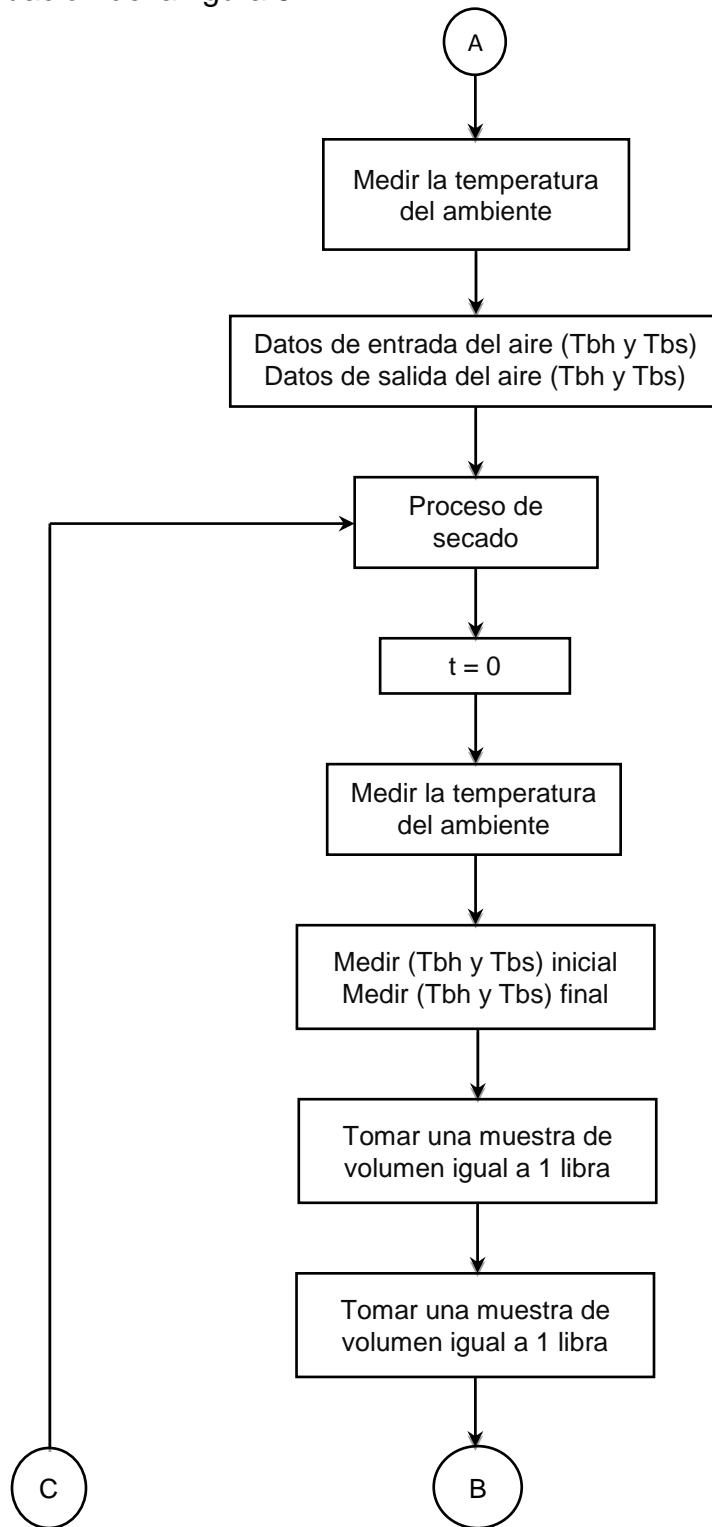 A
Medir la temperatura
del ambiente
Datos de entrada del aire (Tbh y Tbs)
Datos de salida del aire (Tbh y Tbs)
Proceso de
secado
t = 0
Medir la temperatura
del ambiente
Medir (Tbh y Tbs) inicial
Medir (Tbh y Tbs) final
Tomar una muestra de
volumen igual a 1 libra
Tomar una muestra de
volumen igual a 1 libra
C
B